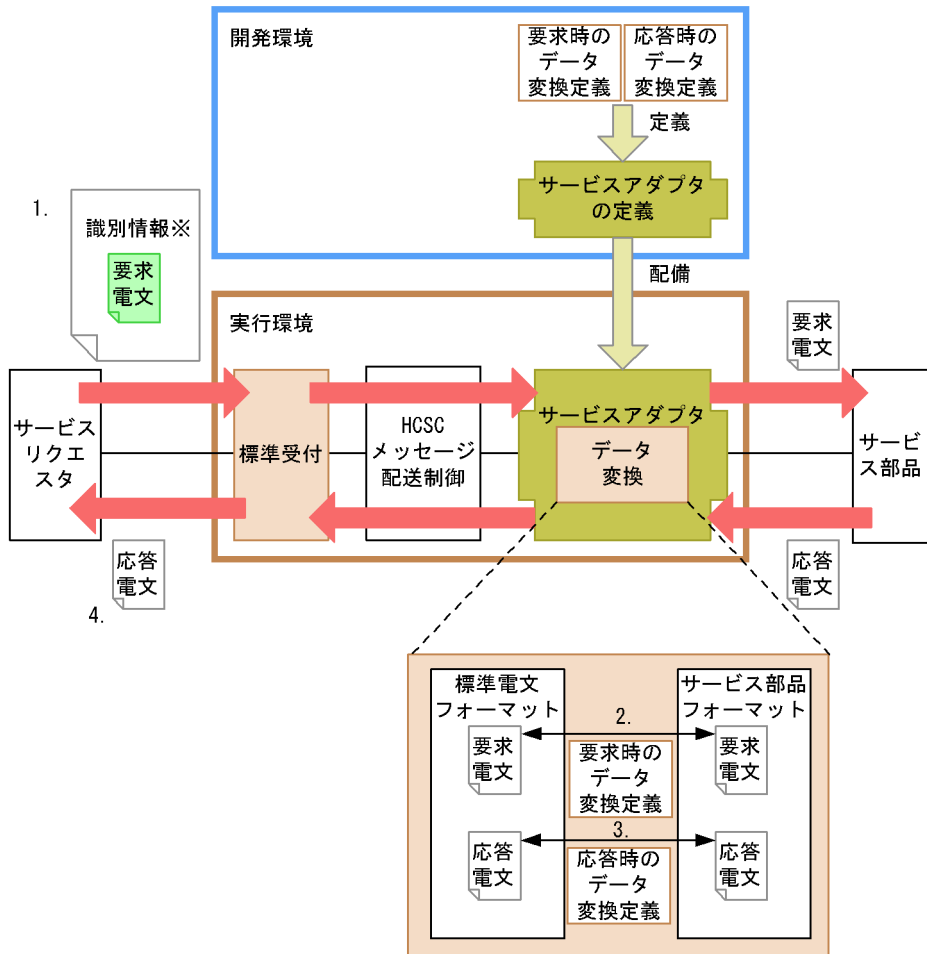 開発環境
要求時の
データ
変換定義
応答時の
データ
変換定義
定義
サービスアダプタ
の定義
配備
1.
識別情報※
要求
電文
実行環境
要求
電文
サービス
リクエ
スタ
標準受付
HCSC
メッセージ
配送制御
サービスアダプタ
データ
変換
サービ
ス部品
応答
電文
4.
応答
電文
標準電文
フォーマット
サービス部品
フォーマット
2.
要求
電文
要求時の
データ
変換定義
要求
電文
3.
応答
電文
応答時の
データ
変換定義
応答
電文